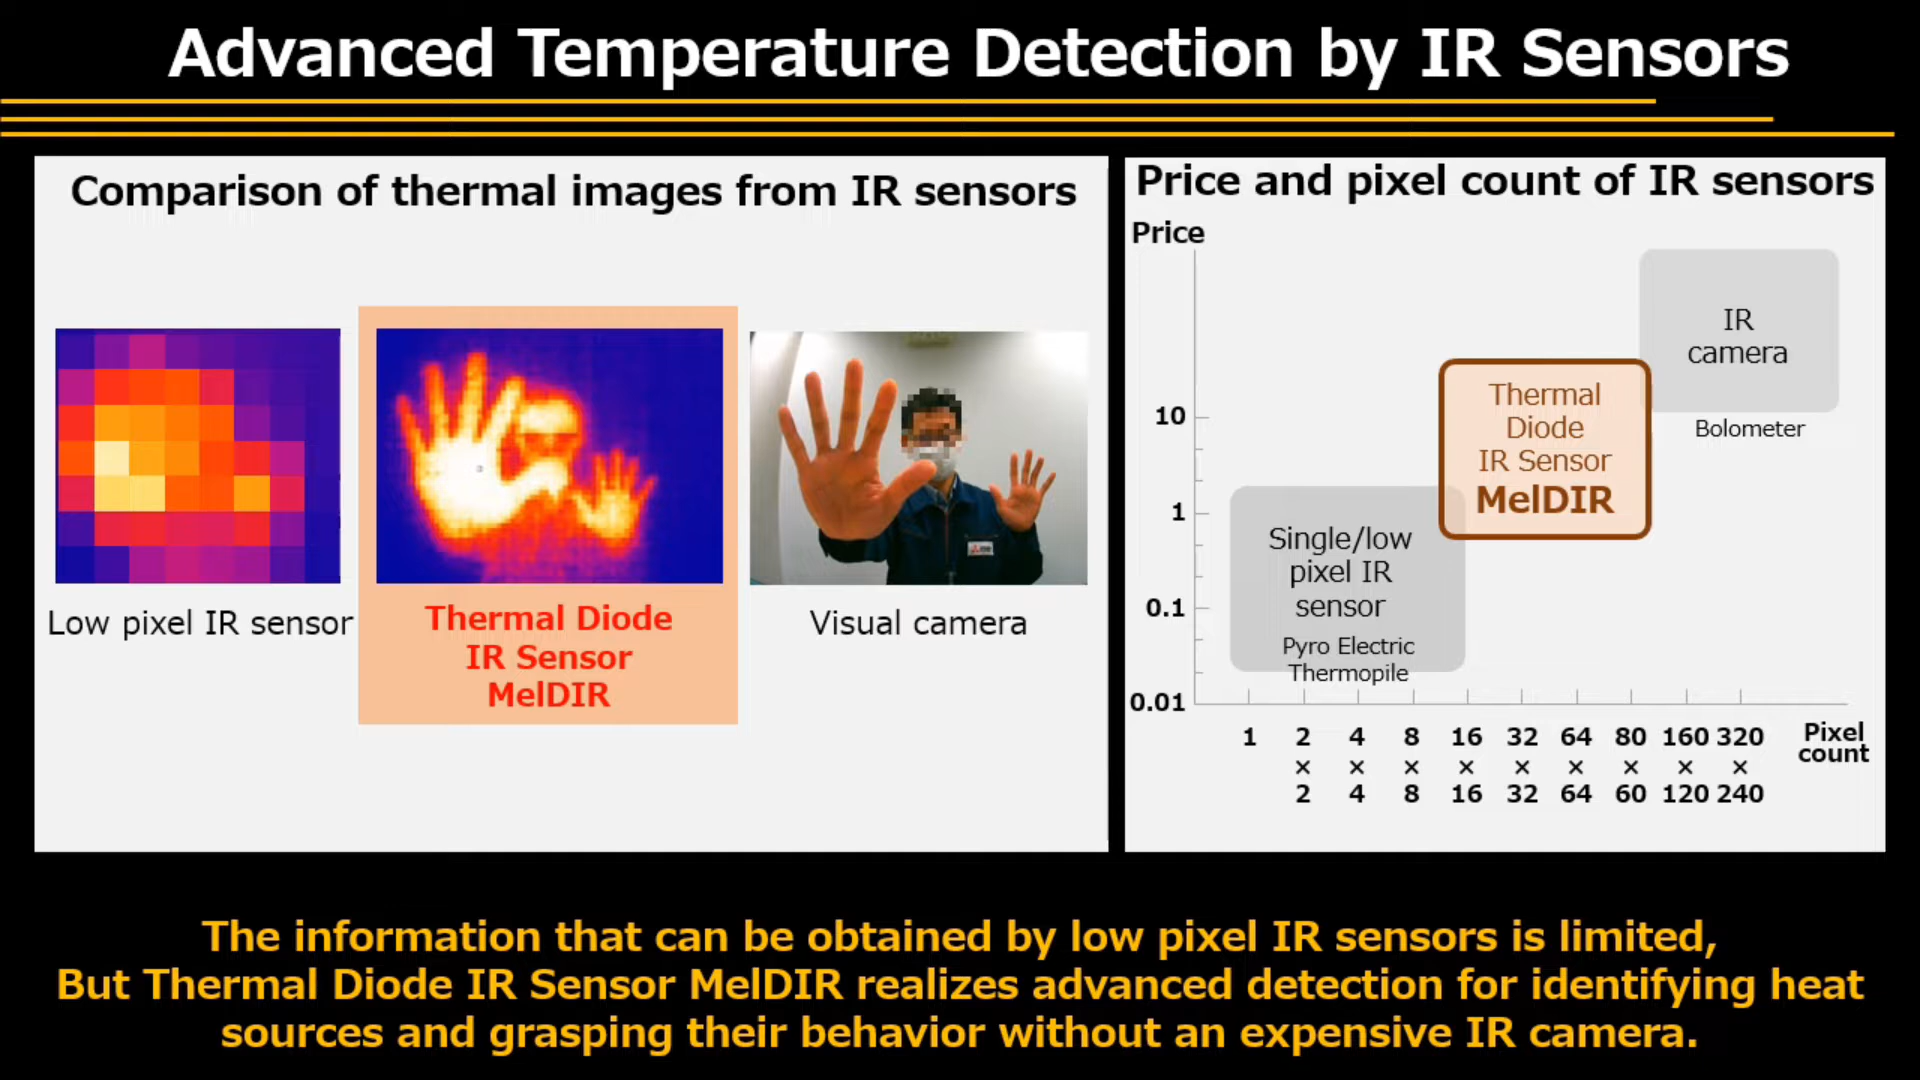 Advanced Temperature Detection by IR Sensors
Comparison of thermal images from IR sensors
Low pixel IR sensor
Thermal Diode
IR Sensor
MelDIR
Visual camera
Price and pixel count of IR sensors
Price
10
1
0.1
0.01
IR
camera
Bolometer
Thermal
Diode
IR Sensor
MelDIR
Single/low
pixel IR
sensor
Pyro Electric
Thermopile
1 2 4 8 16 32 64 80 160 320
× × × × × × × × ×
2 4 8 16 32 64 60 120 240
Pixel
count
The information that can be obtained by low pixel IR sensors is limited,
But Thermal Diode IR Sensor MelDIR realizes advanced detection for identifying heat
sources and grasping their behavior without an expensive IR camera.